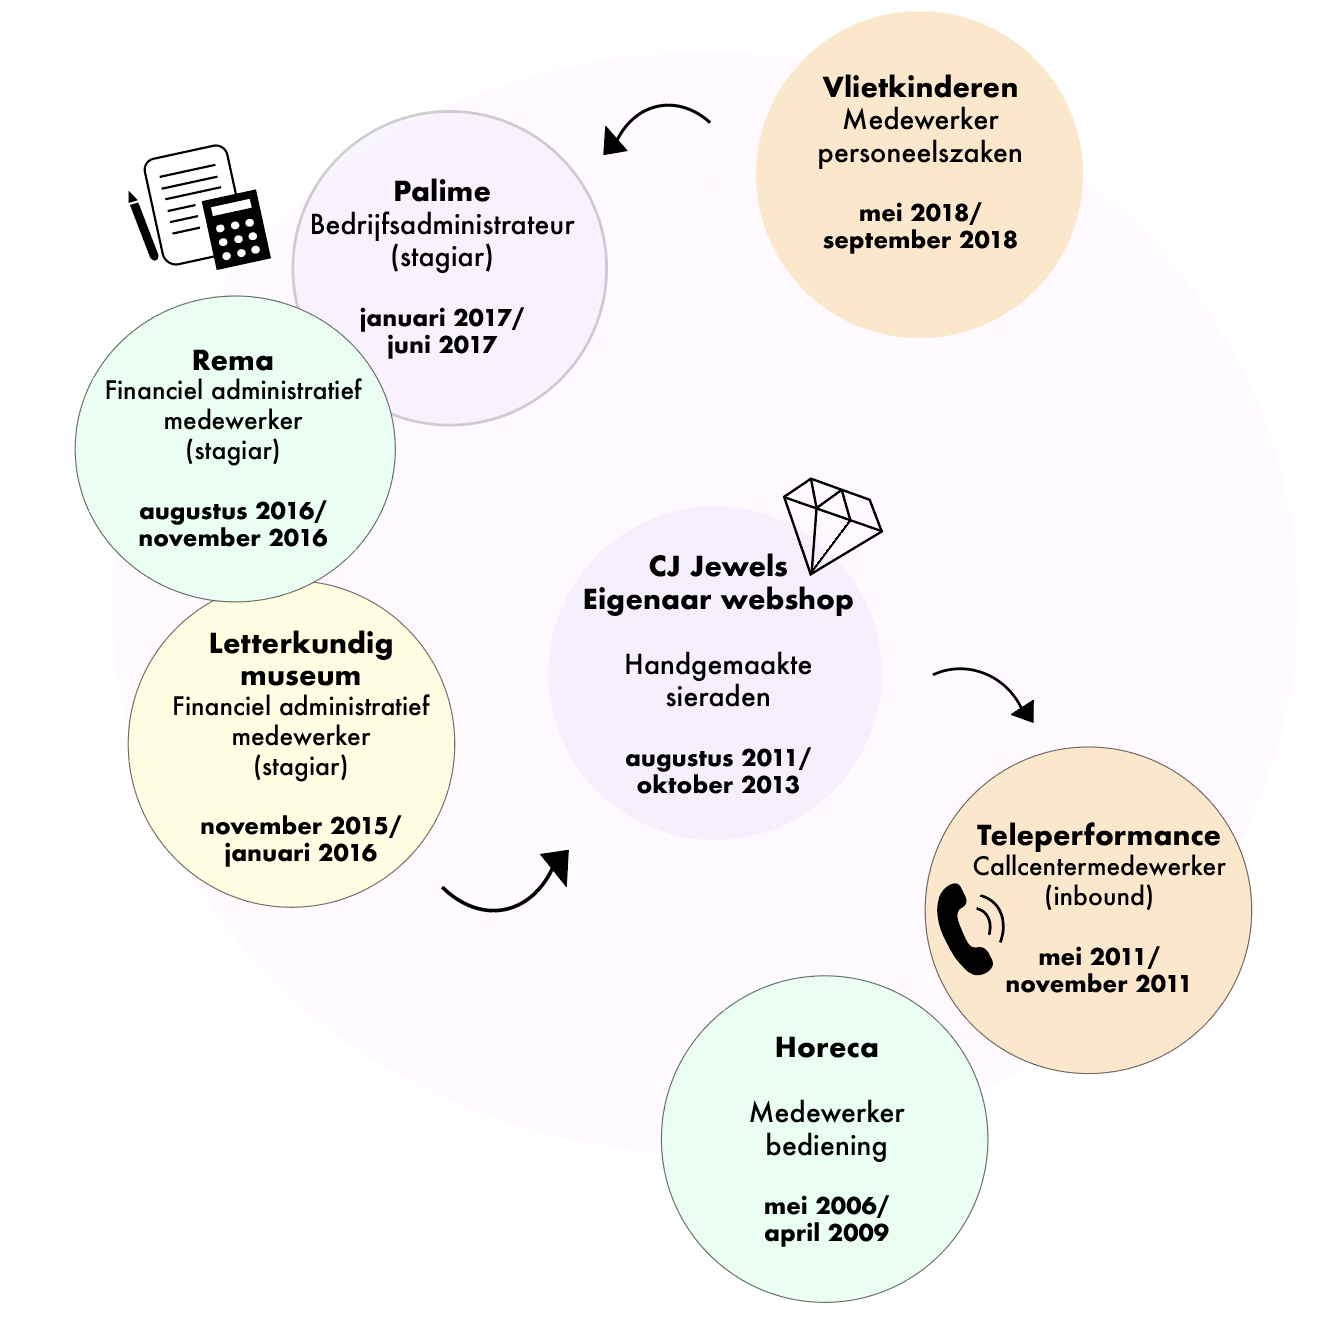 Vlietkinderen
Medewerker
personeelszaken
mei 2018/
september 2018
Palime
Bedrijfsadministrateur
(stagiar)
januari 2017/
juni 2017
Rema
Financiel administratief
medewerker
(stagiar)
augustus 2016/
november 2016
Letterkundig
museum
Financiel administratief
medewerker
(stagiar)
november 2015/
januari 2016
CJ Jewels
Eigenaar webshop
Handgemaakte
sieraden
augustus 2011/
oktober 2013
Teleperformance
Callcentermedewerker
(inbound)
mei 2011/
november 2011
Horeca
Medewerker
bediening
mei 2006/
april 2009